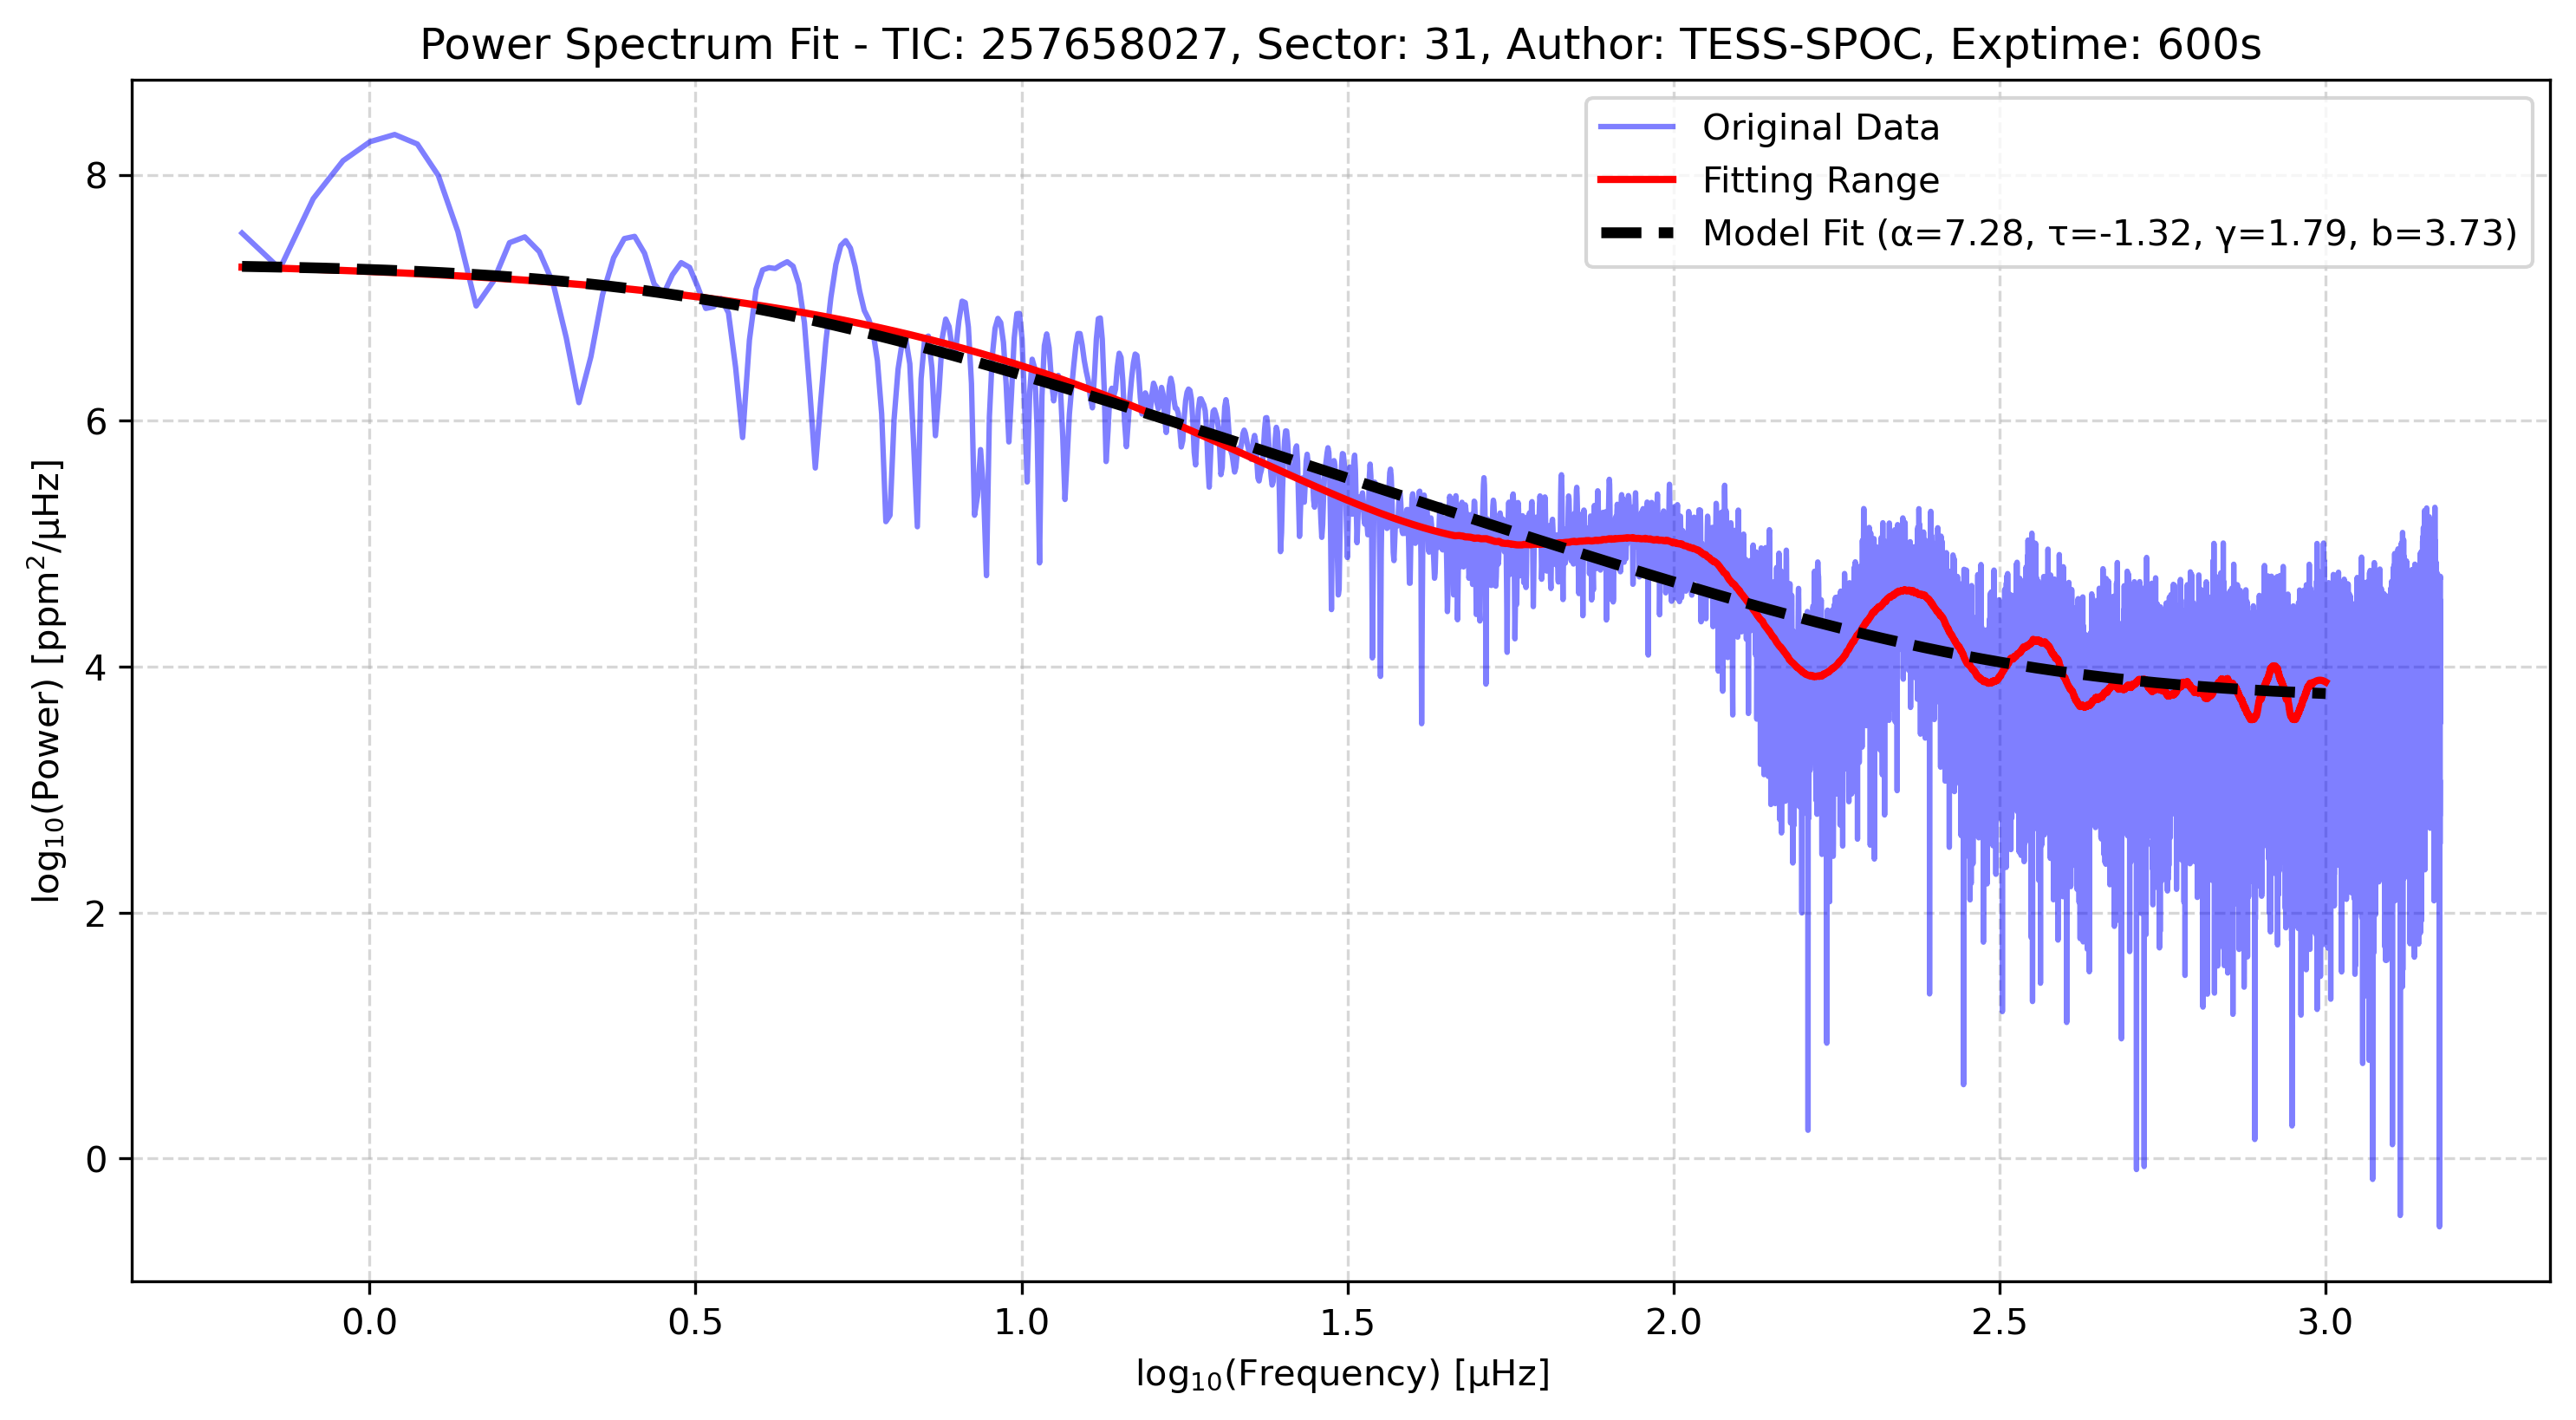 Power Spectrum Fit - TIC: 257658027, Sector: 31, Author: TESS-SPOC, Exptime: 600s
Original Data
Fitting Range
Model Fit (α=7.28, τ=-1.32, γ=1.79, b=3.73)
log₁₀(Power) [ppm²/μHz]
8
6
4
2
0
0.0 0.5 1.0 1.5 2.0 2.5 3.0
log₁₀(Frequency) [μHz]